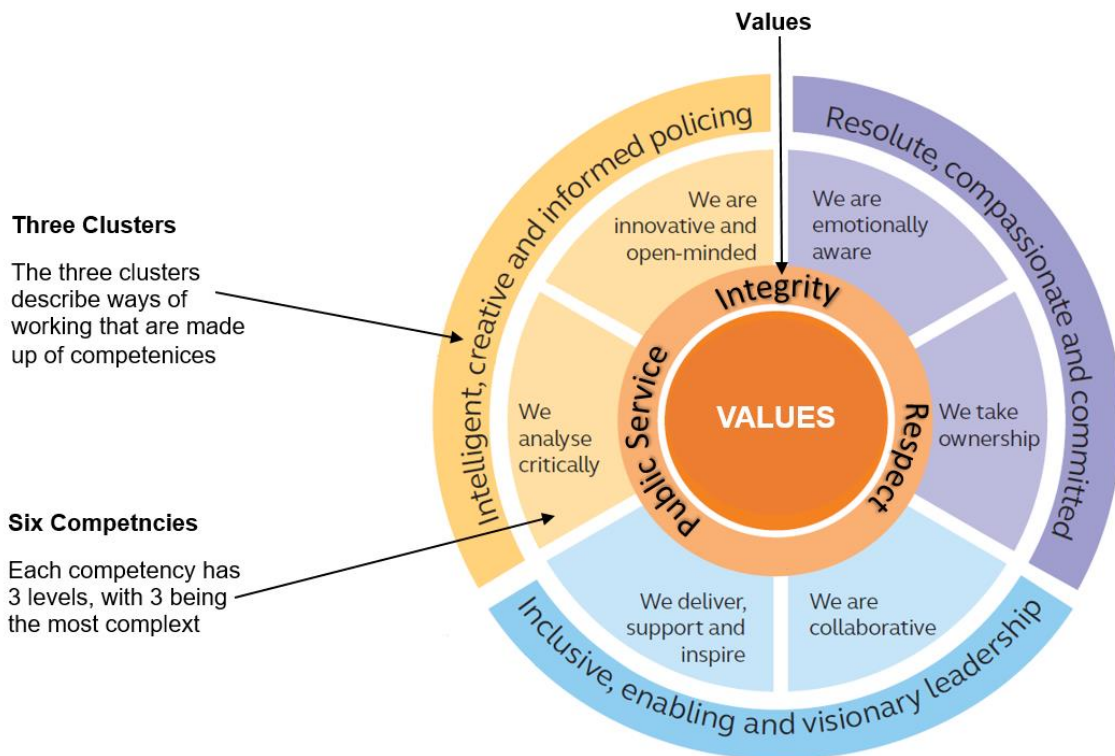 Values
Three Clusters
The three clusters
describe ways of
working that are made
up of competenices
Six Competncies
Each competency has
3 levels, with 3 being
the most complext
Intelligent, creative and informed policing
Resolute, compassionate and committed
Inclusive, enabling and visionary leadership
We are
innovative and
open-minded
We are
emotionally
aware
We
analyse
critically
We take
ownership
We deliver,
support and
inspire
We are
collaborative
Integrity
Public Service
Respect
VALUES